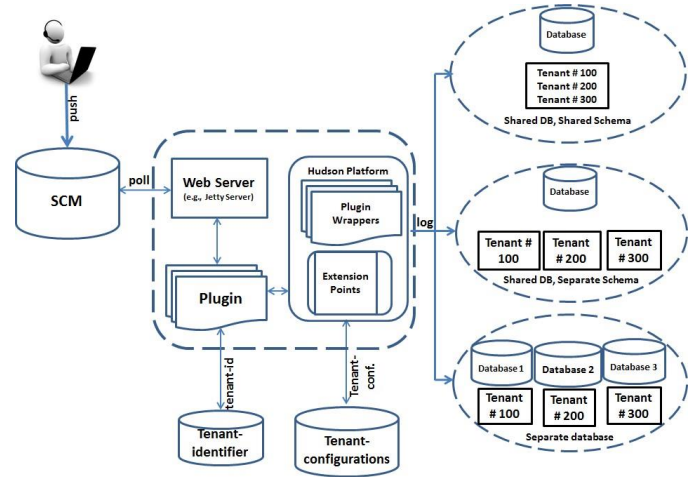 push
SCM
poll
Web Server
(e.g., Jetty Server)
Plugin
Hudson Platform
Plugin
Wrappers
Extension
Points
log
tenant-id
Tenant-
conf.
Tenant-
identifier
Tenant-
configurations
Database
Tenant # 100
Tenant # 200
Tenant # 300
Shared DB, Shared Schema
Database
Tenant #
100
Tenant
# 200
Tenant
# 300
Shared DB, Separate Schema
Database 1
Database 2
Database 3
Tenant
# 100
Tenant
# 200
Tenant
# 300
Separate database